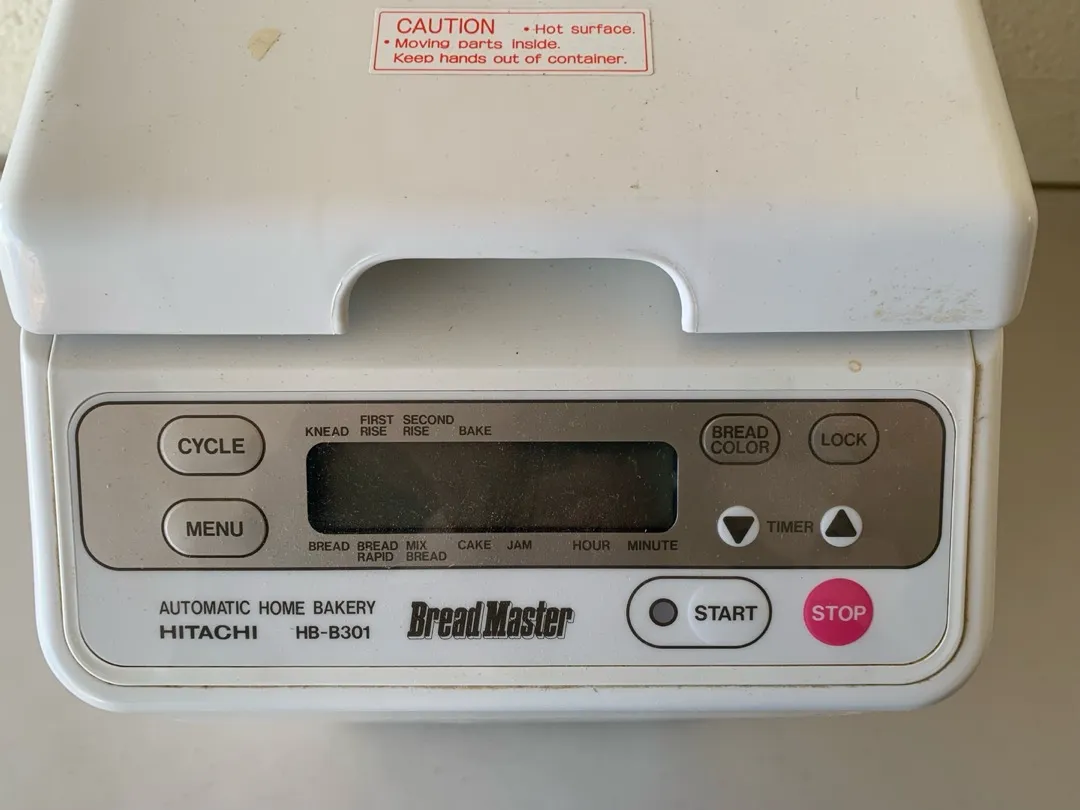 CAUTION • Hot surface.
• Moving parts Inside.
Keep hands out of container.
CYCLE
MENU
KNEAD FIRST RISE SECOND RISE BAKE
BREAD BREAD RAPID MIX BREAD CAKE JAM HOUR MINUTE
BREAD
COLOR
LOCK
TIMER
AUTOMATIC HOME BAKERY
HITACHI HB-B301
BreadMaster
START
STOP